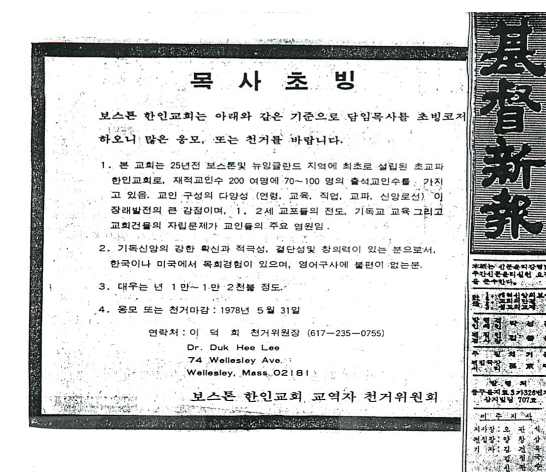 목 사 초 빙
보스톤 한인교회는 아래와 같은 기준으로 담임목사를 초빙코저
하오니 많은 응모, 또는 천거를 바랍니다.
1. 본 교회는 25년전 보스톤및 뉴잉글란드 지역에 최초로 설립된 초교파
한인교회로, 재적교인수 200 여명에 70~100 명의 출석교인수를 가지
고 있음. 교인 구성의 다양성 (연령, 교육, 직업, 교파, 신앙로선) 이
장래발전의 큰 강점이며, 1, 2세 교포들의 전도, 기독교 교육 그리고
교회건물의 자립문제가 교인들의 주요 염원임.
2. 기독신앙의 강한 확신과 적극성, 결단성및 창의력이 있는 분으로서,
한국이나 미국에서 목회경험이 있으며, 영어구사에 불편이 없는분.
3. 대우는 년 1만~1만 2천불 정도.
4. 응모 또는 천거마감 : 1978년 5월 31일
연락처 : 이 덕 희 천거위원장 (617-235-0755)
Dr. Duk Hee Lee
74 Wellesley Ave.
Wellesley, Mass. 02181
보스톤 한인교회 교역자 천거위원회
基督新報
발 행 처
미 주 지 사